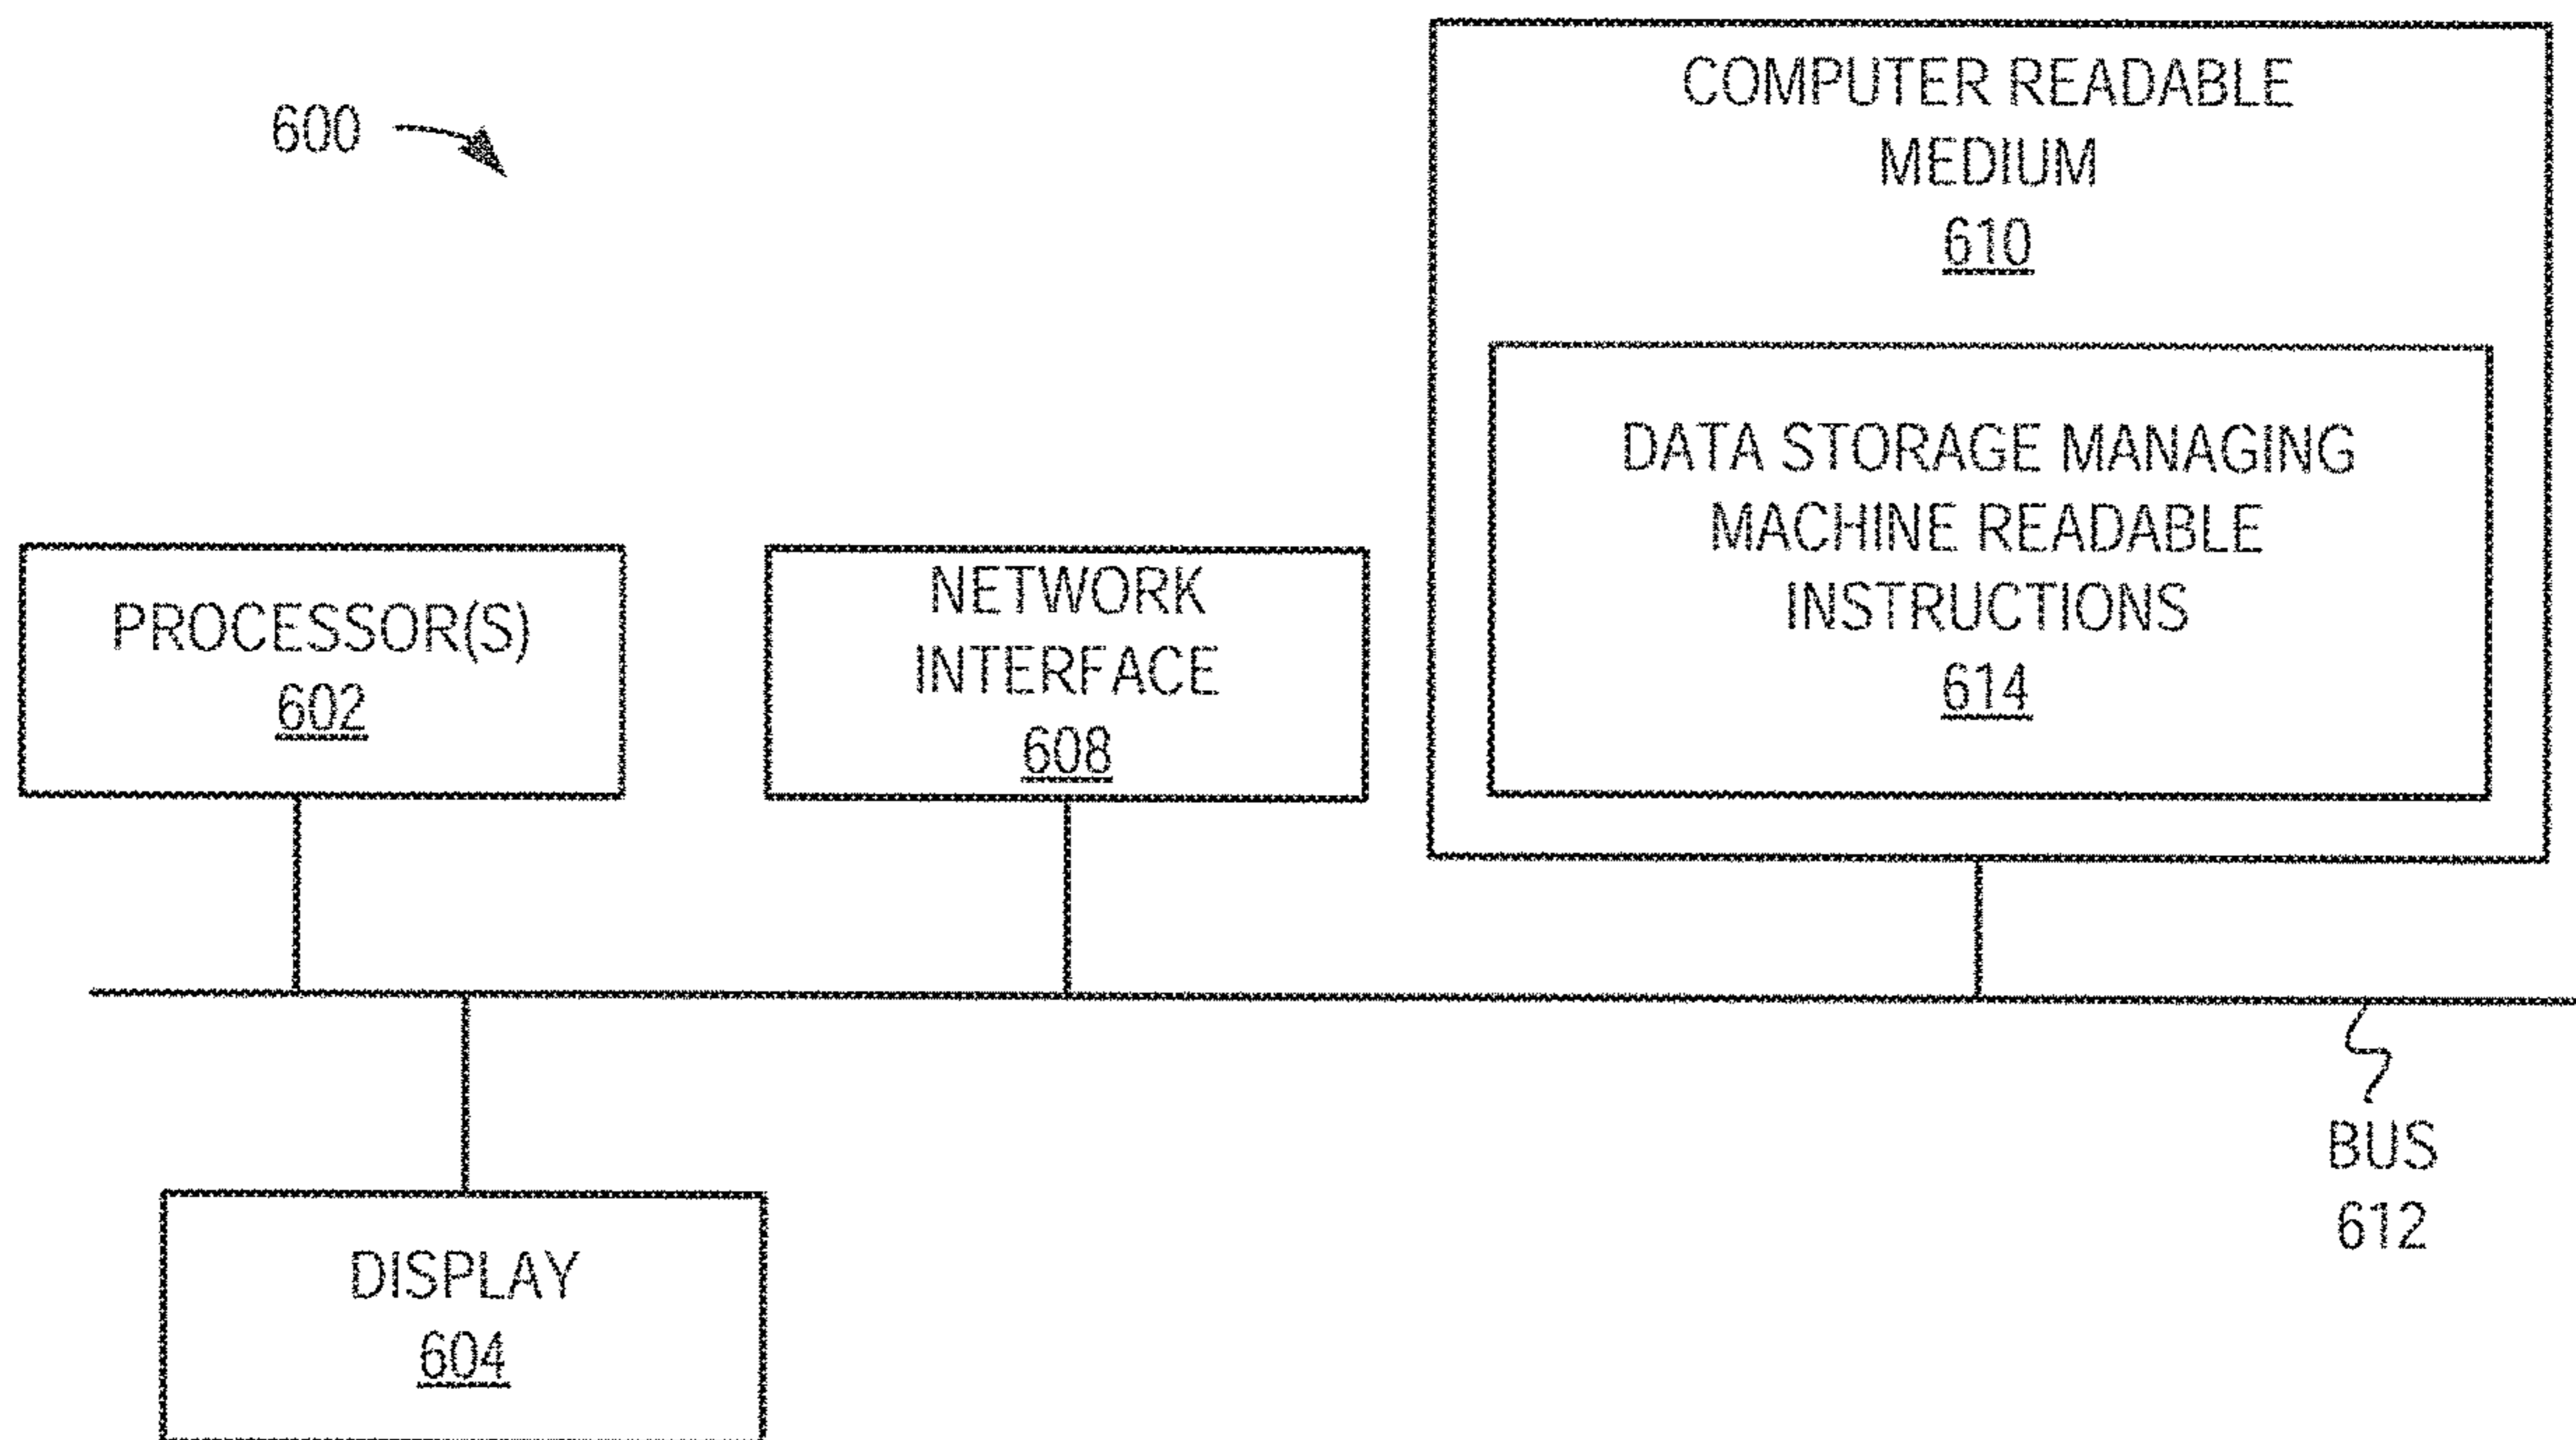 600
COMPUTER READABLE
MEDIUM
610
DATA STORAGE MANAGING
MACHINE READABLE
INSTRUCTIONS
614
PROCESSOR(S)
602
NETWORK
INTERFACE
608
BUS
612
DISPLAY
604